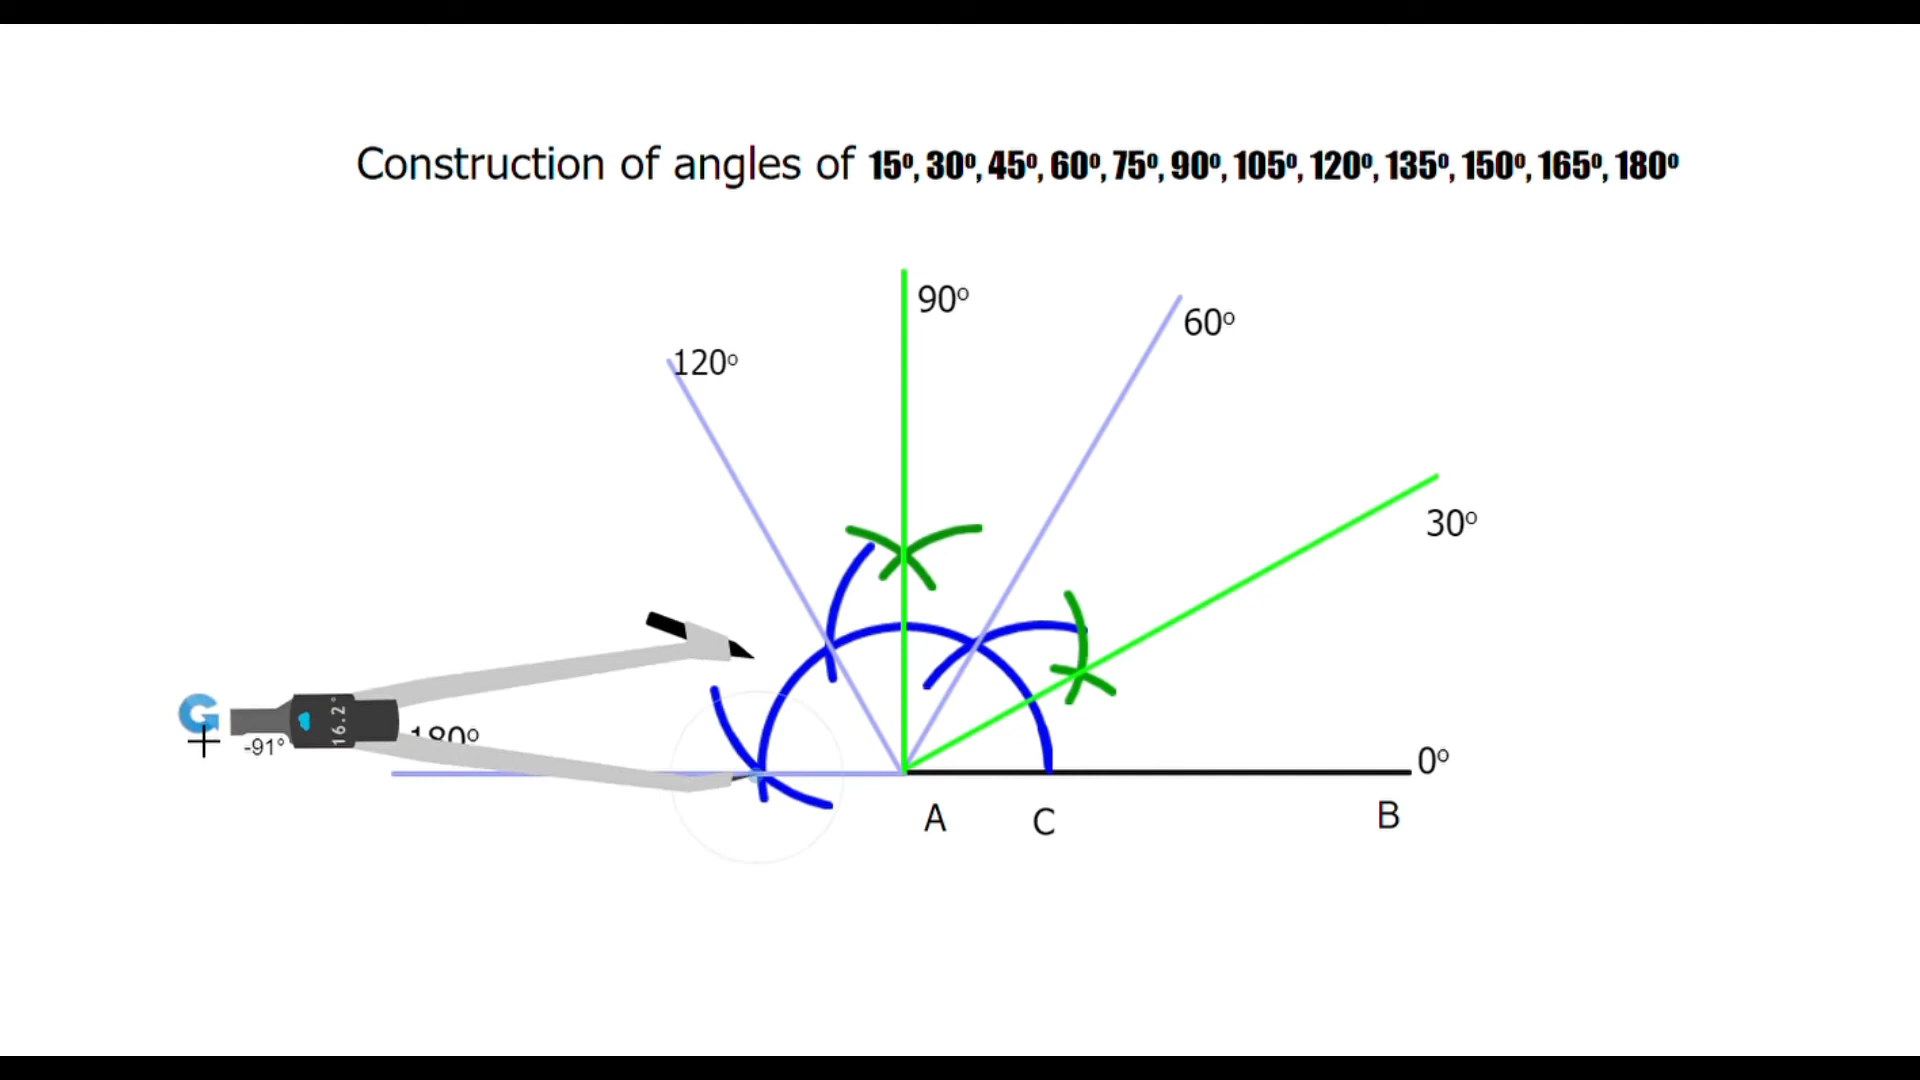 Construction of angles of 15º, 30º, 45º, 60º, 75º, 90º, 105º, 120º, 135º, 150º, 165º, 180º
90º
60º
120º
30º
16.2°
180º
-91°
0º
A
C
B